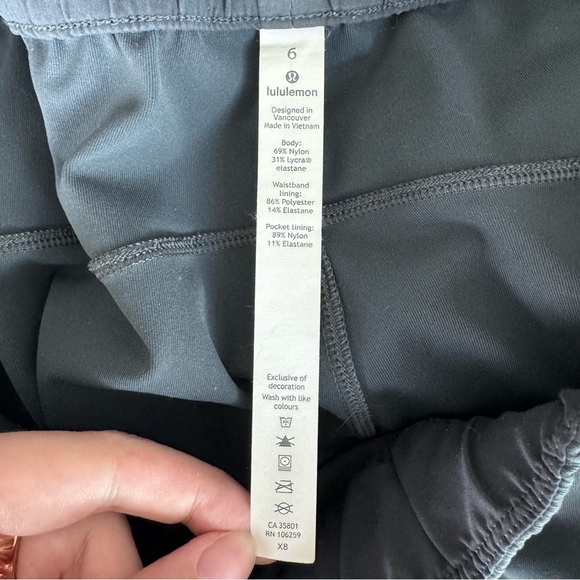 6
lululemon
Designed in
Vancouver
Made in Vietnam
Body:
69% Nylon
31% Lycra®
elastane
Waistband
lining:
86% Polyester
14% Elastane
Pocket lining:
89% Nylon
11% Elastane
Exclusive of
decoration
Wash with like
colours
CA 35801
RN 106259
XB